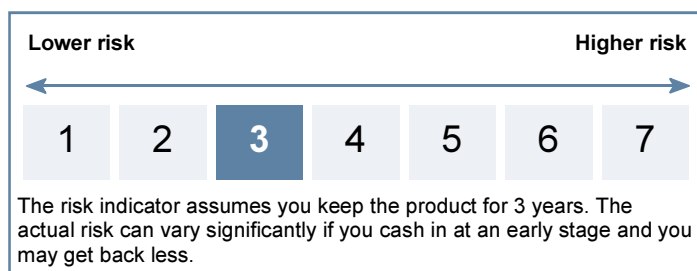 Lower risk Higher risk
1 2 3 4 5 6 7
The risk indicator assumes you keep the product for 3 years. The
actual risk can vary significantly if you cash in at an early stage and you
may get back less.